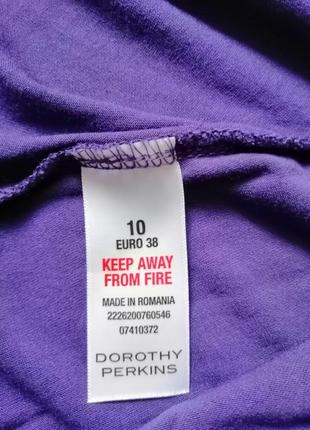 10
EURO 38
KEEP AWAY
FROM FIRE
MADE IN ROMANIA
2226200760546
07410372
DOROTHY
PERKINS